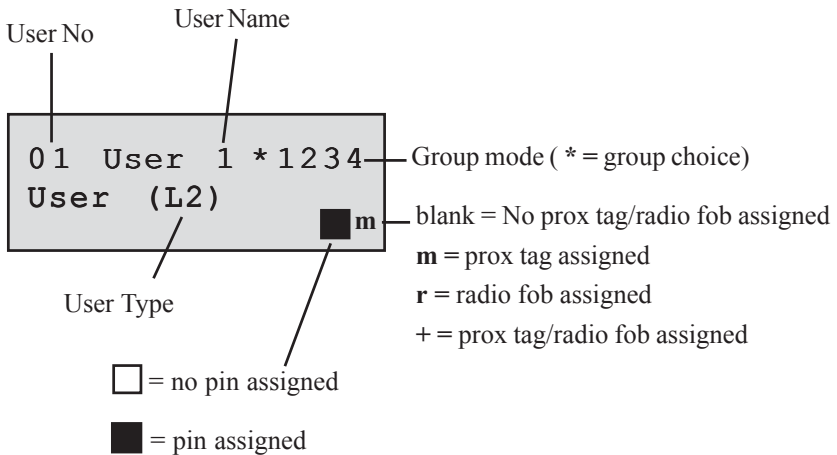 User No
User Name
01 User 1 *1234
User (L2)
m
Group mode ( * = group choice)
blank = No prox tag/radio fob assigned
m = prox tag assigned
r = radio fob assigned
+ = prox tag/radio fob assigned
User Type
= no pin assigned
= pin assigned